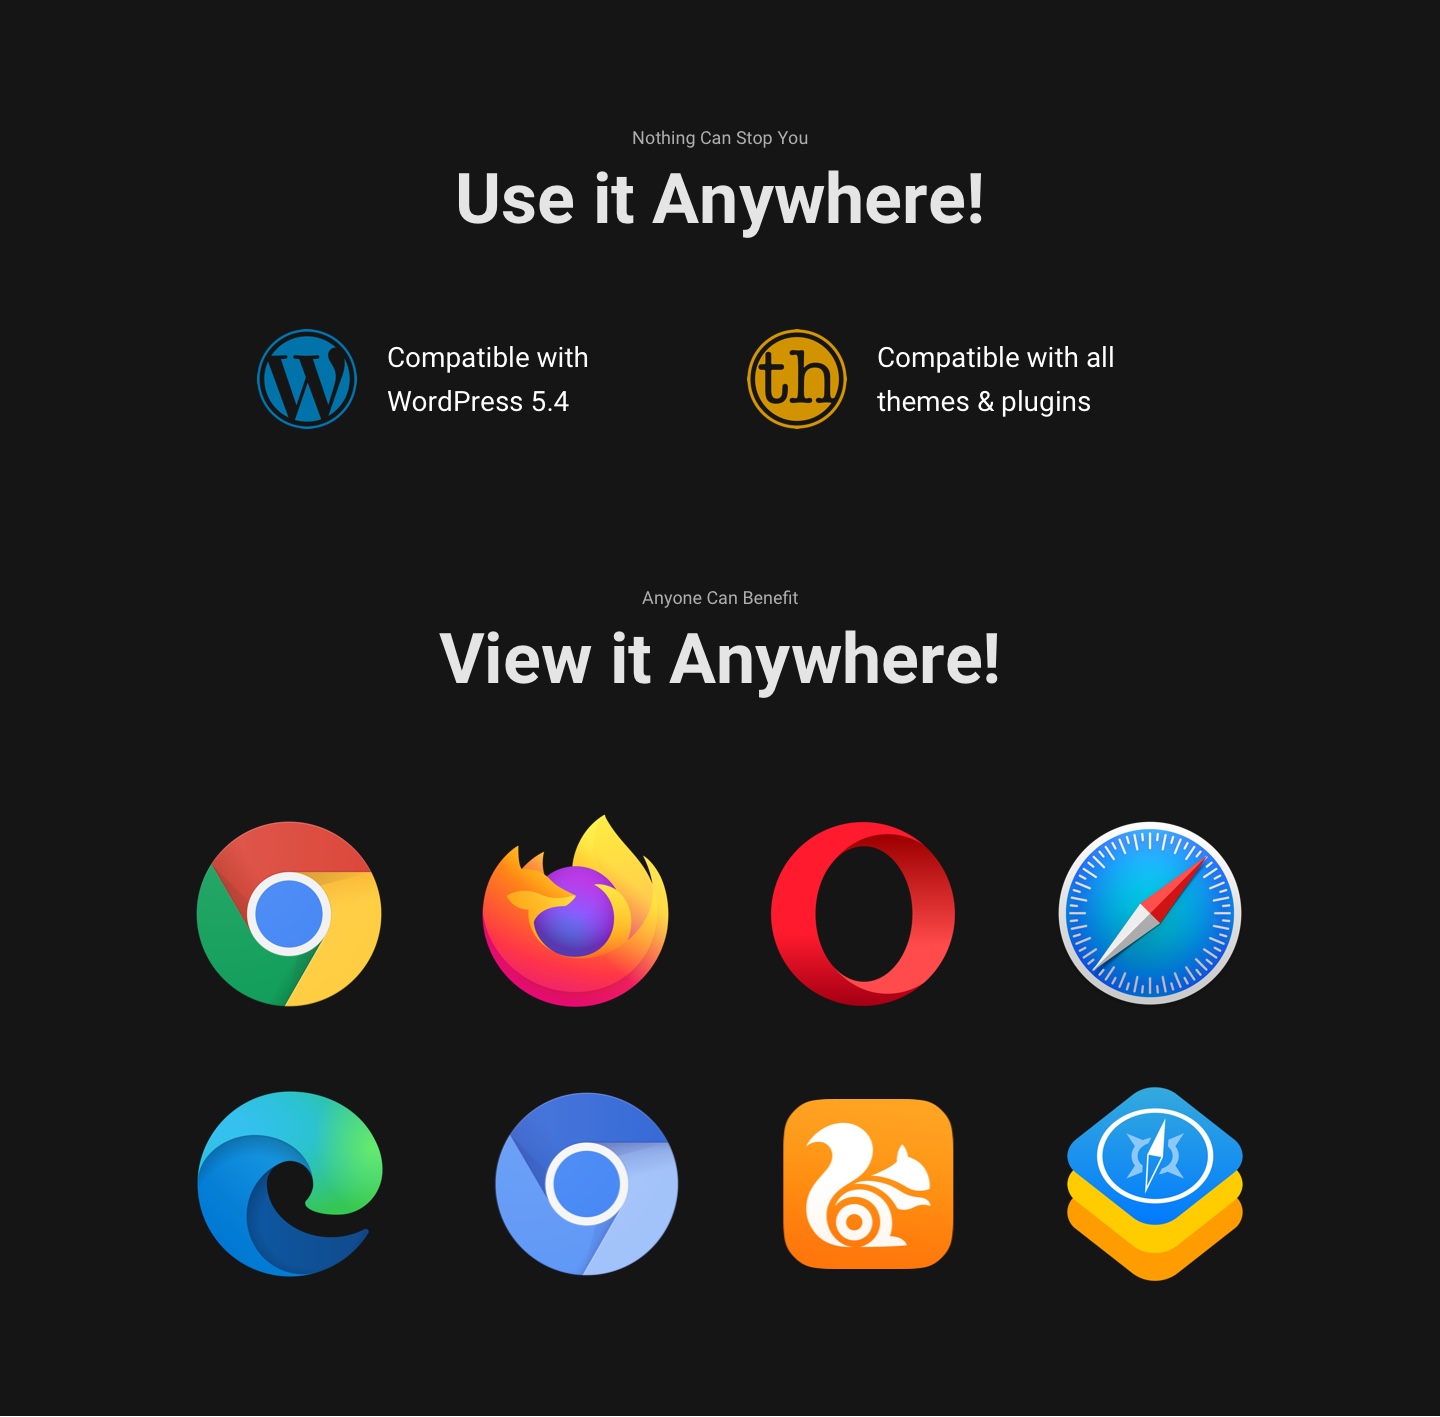 Nothing Can Stop You
Use it Anywhere!
Compatible with
WordPress 5.4
th
Compatible with all
themes & plugins
Anyone Can Benefit
View it Anywhere!